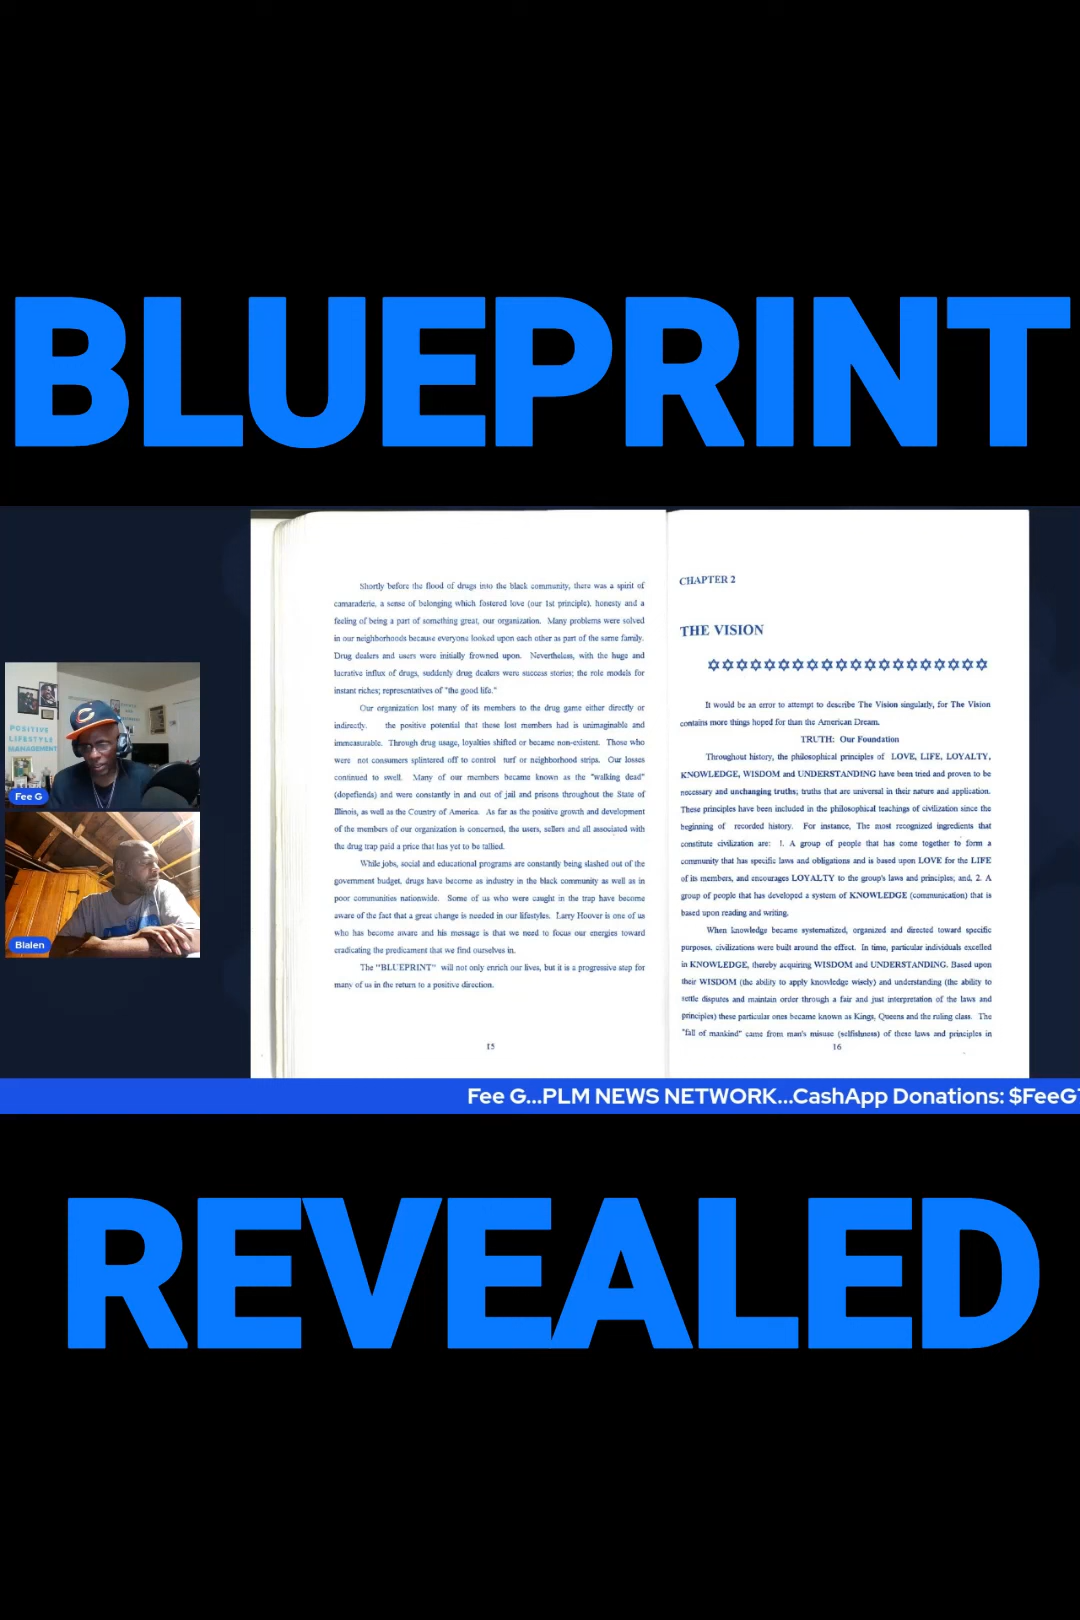 BLUEPRINT
Shortly before the flood of drugs into the black community, there was a spirit of
camaraderie, a sense of belonging which fostered love (our 1st principle), honesty and a
feeling of being a part of something great, our organization. Many problems were solved
in our neighborhoods because everyone looked upon each other as part of the same family.
Drug dealers and users were initially frowned upon. Nevertheless, with the huge and
lucrative influx of drugs, suddenly drug dealers were success stories; the role models for
instant riches; representatives of "the good life."
Our organization lost many of its members to the drug game either directly or
indirectly. the positive potential that these lost members had is unimaginable and
immeasurable. Through drug usage, loyalties shifted or became non-existent. Those who
were not consumers splintered off to control turf or neighborhood strips. Our losses
continued to swell. Many of our members became known as the "walking dead"
(dopefiends) and were constantly in and out of jail and prisons throughout the State of
Illinois, as well as the Country of America. As far as the positive growth and development
of the members of our organization is concerned, the users, sellers and all associated with
the drug trap paid a price that has yet to be tallied.
While jobs, social and educational programs are constantly being slashed out of the
government budget, drugs have become as industry in the black community as well as in
poor communities nationwide. Some of us who were caught in the trap have become
aware of the fact that a great change is needed in our lifestyles. Larry Hoover is one of us
who has become aware and his message is that we need to focus our energies toward
eradicating the predicament that we find ourselves in.
The "BLUEPRINT" will not only enrich our lives, but it is a progressive step for
many of us in the return to a positive direction.
15
CHAPTER 2
THE VISION
It would be an error to attempt to describe The Vision singularly, for The Vision
contains more things hoped for than the American Dream.
TRUTH: Our Foundation
Throughout history, the philosophical principles of LOVE, LIFE, LOYALTY,
KNOWLEDGE, WISDOM and UNDERSTANDING have been tried and proven to be
necessary and unchanging truths; truths that are universal in their nature and application.
These principles have been included in the philosophical teachings of civilization since the
beginning of recorded history. For instance, The most recognized ingredients that
constitute civilization are: 1. A group of people that has come together to form a
community that has specific laws and obligations and is based upon LOVE for the LIFE
of its members, and encourages LOYALTY to the group's laws and principles; and, 2. A
group of people that has developed a system of KNOWLEDGE (communication) that is
based upon reading and writing.
When knowledge became systematized, organized and directed toward specific
purposes, civilizations were built around the effect. In time, particular individuals excelled
in KNOWLEDGE, thereby acquiring WISDOM and UNDERSTANDING. Based upon
their WISDOM (the ability to apply knowledge wisely) and understanding (the ability to
settle disputes and maintain order through a fair and just interpretation of the laws and
principles) these particular ones became known as Kings, Queens and the ruling class. The
"fall of mankind" came from man's misuse (selfishness) of these laws and principles in
16
POSITIVE
LIFESTYLE
MANAGEMENT
Fee G
Blalen
Fee G...PLM NEWS NETWORK...CashApp Donations: $FeeG
REVEALED